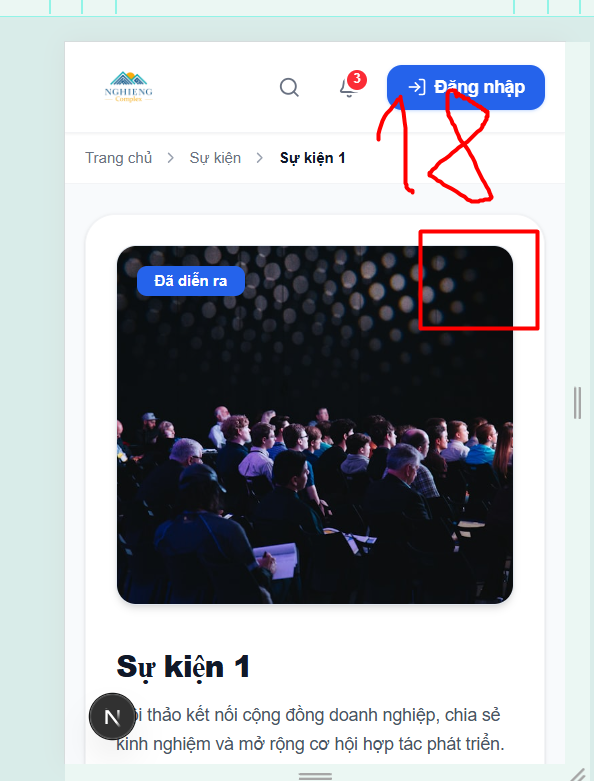 NGHIENG
Complex
3
Đăng nhập
18
Trang chủ > Sự kiện > Sự kiện 1
Đã diễn ra
Sự kiện 1
i thảo kết nối cộng đồng doanh nghiệp, chia sẻ
kinh nghiệm và mở rộng cơ hội hợp tác phát triển.
N